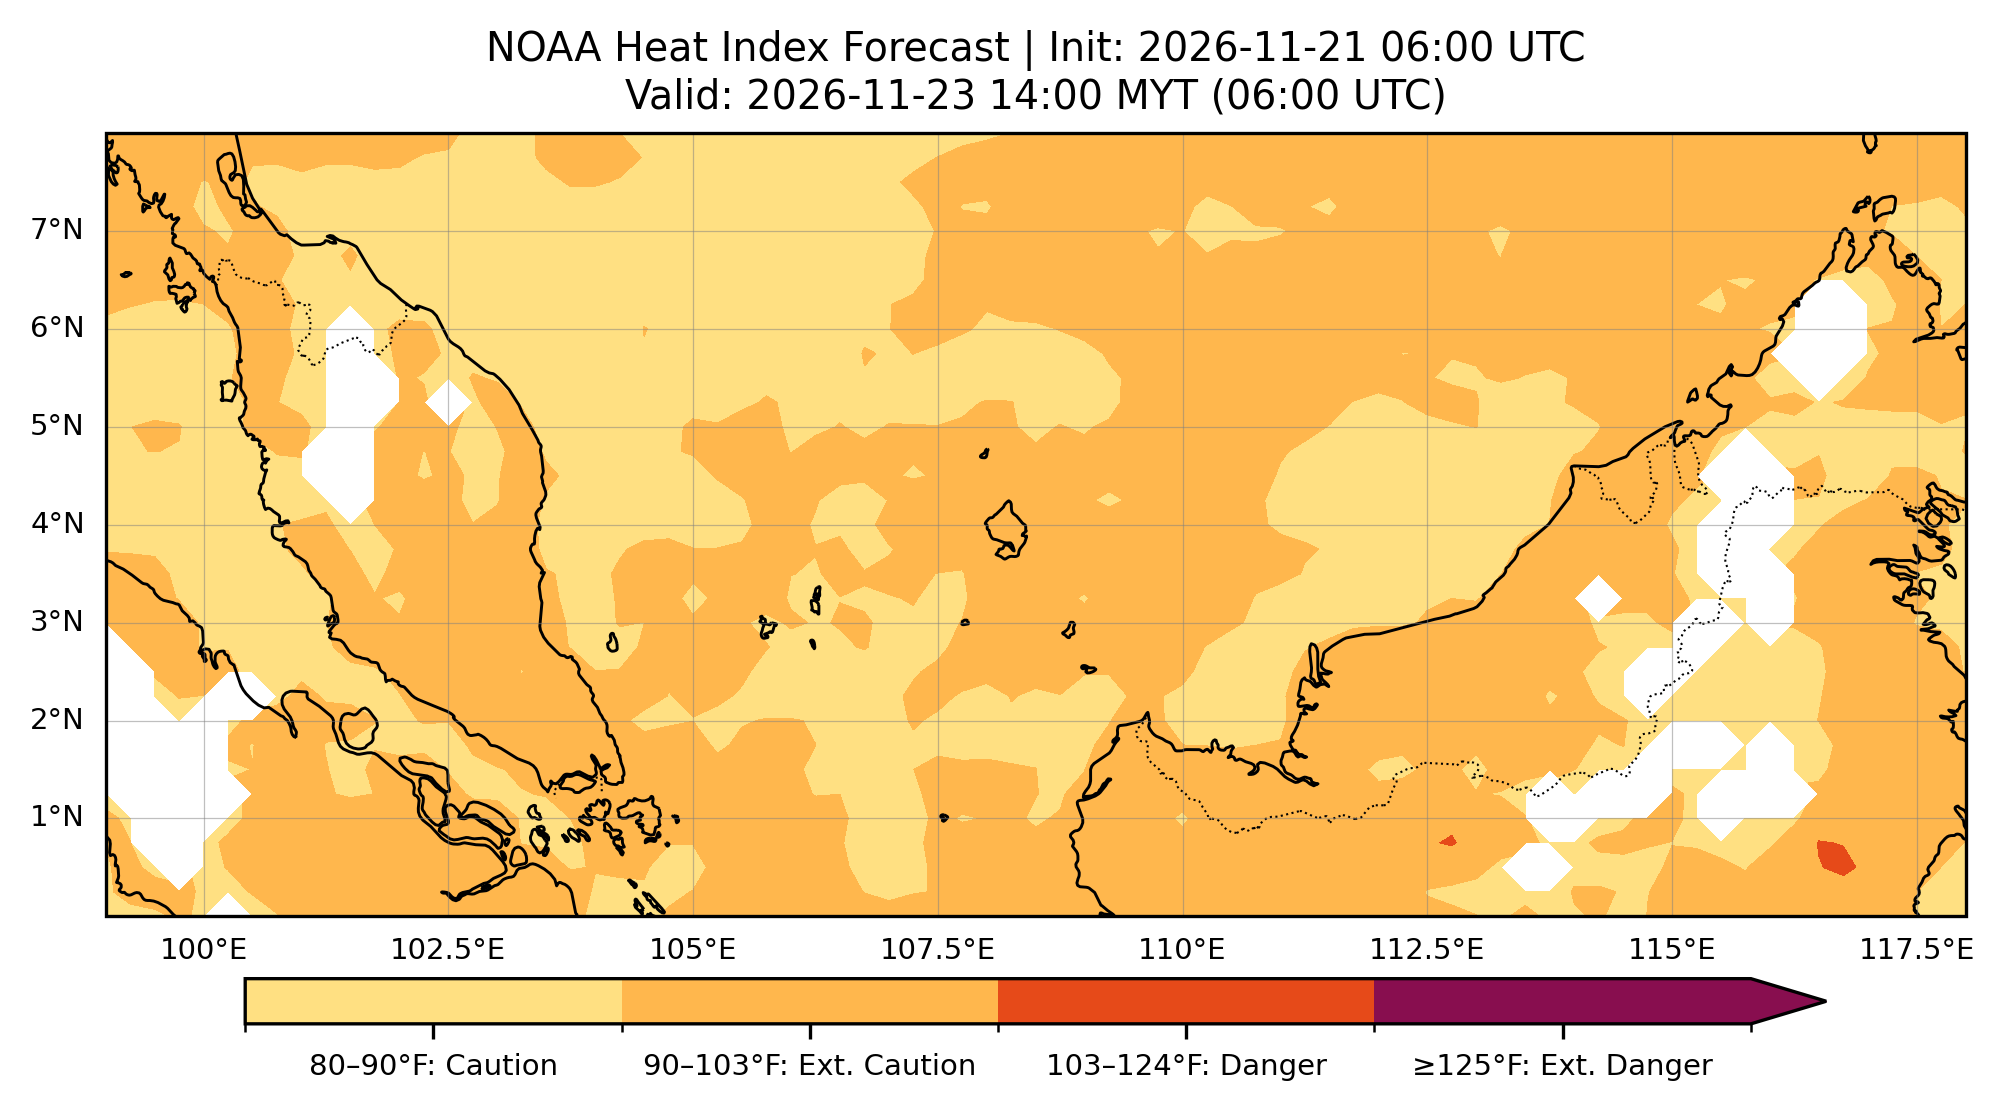 NOAA Heat Index Forecast | Init: 2026-11-21 06:00 UTC
Valid: 2026-11-23 14:00 MYT (06:00 UTC)
7°N
6°N
5°N
4°N
3°N
2°N
1°N
100°E 102.5°E 105°E 107.5°E 110°E 112.5°E 115°E 117.5°E
80–90°F: Caution 90–103°F: Ext. Caution 103–124°F: Danger ≥125°F: Ext. Danger